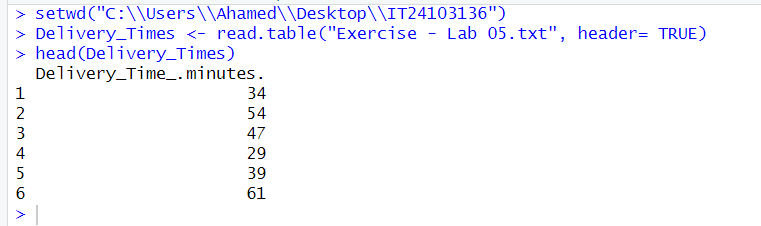 > setwd("C:\\Users\\Ahamed\\Desktop\\IT24103136")
> Delivery_Times <- read.table("Exercise - Lab 05.txt", header= TRUE)
> head(Delivery_Times)
  Delivery_Time_.minutes.
1                      34
2                      54
3                      47
4                      29
5                      39
6                      61
>